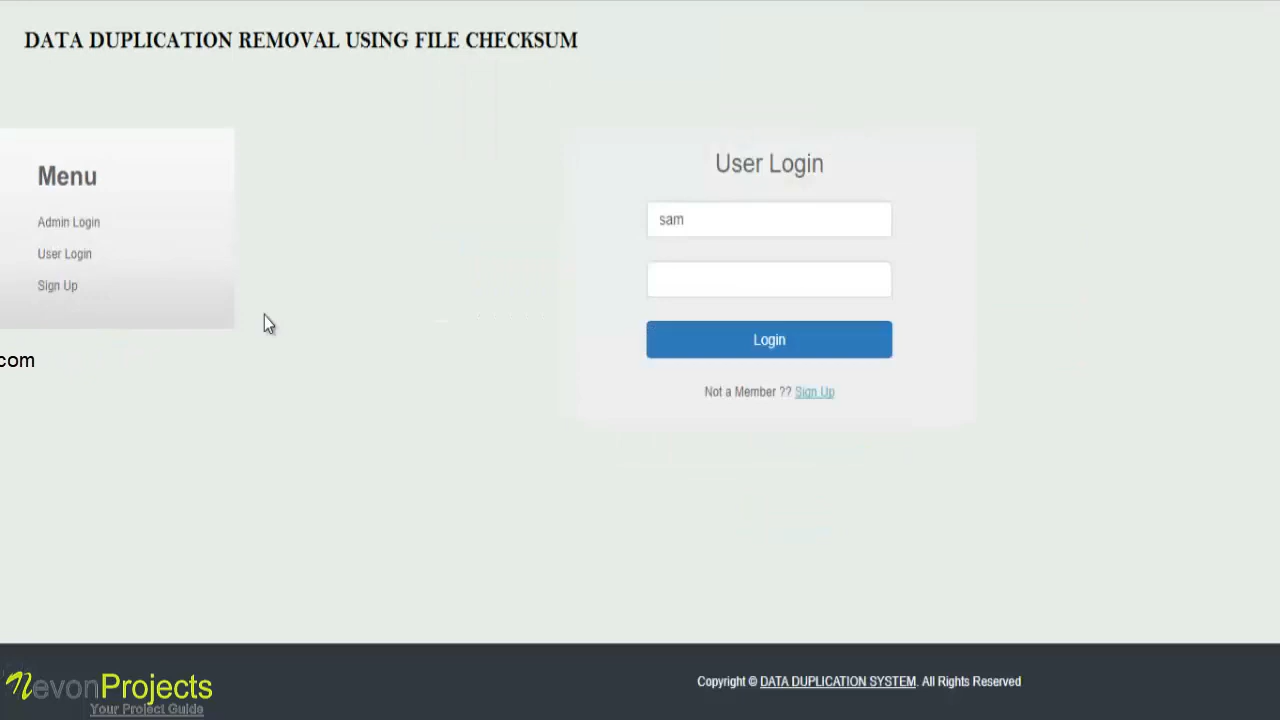 DATA DUPLICATION REMOVAL USING FILE CHECKSUM
Menu
Admin Login
User Login
Sign Up
com
User Login
sam
Login
Not a Member ?? Sign Up
NevonProjects
Your Project Guide
Copyright © DATA DUPLICATION SYSTEM. All Rights Reserved